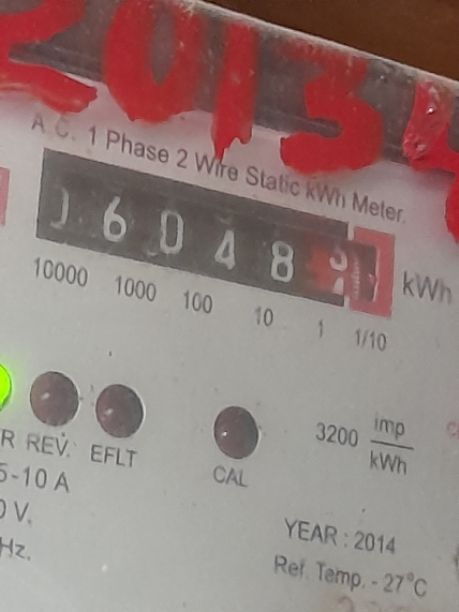 2013
A.C. 1 Phase 2 Wire Static kWh Meter.
06048 kWh
10000 1000 100 10 1 1/10
R REV. EFLT
CAL
3200 imp/kWh
5-10 A
0 V.
Hz.
YEAR : 2014
Ref. Temp. - 27°C